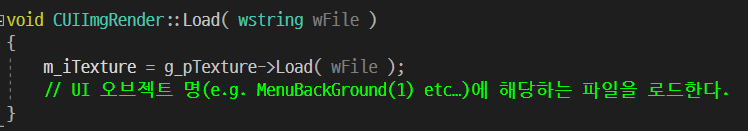 void CUIImgRender::Load( wstring wFile )
{
m_iTexture = g_pTexture->Load( wFile );
// UI 오브젝트 명(e.g. MenuBackGround(1) etc…)에 해당하는 파일을 로드한다.
}